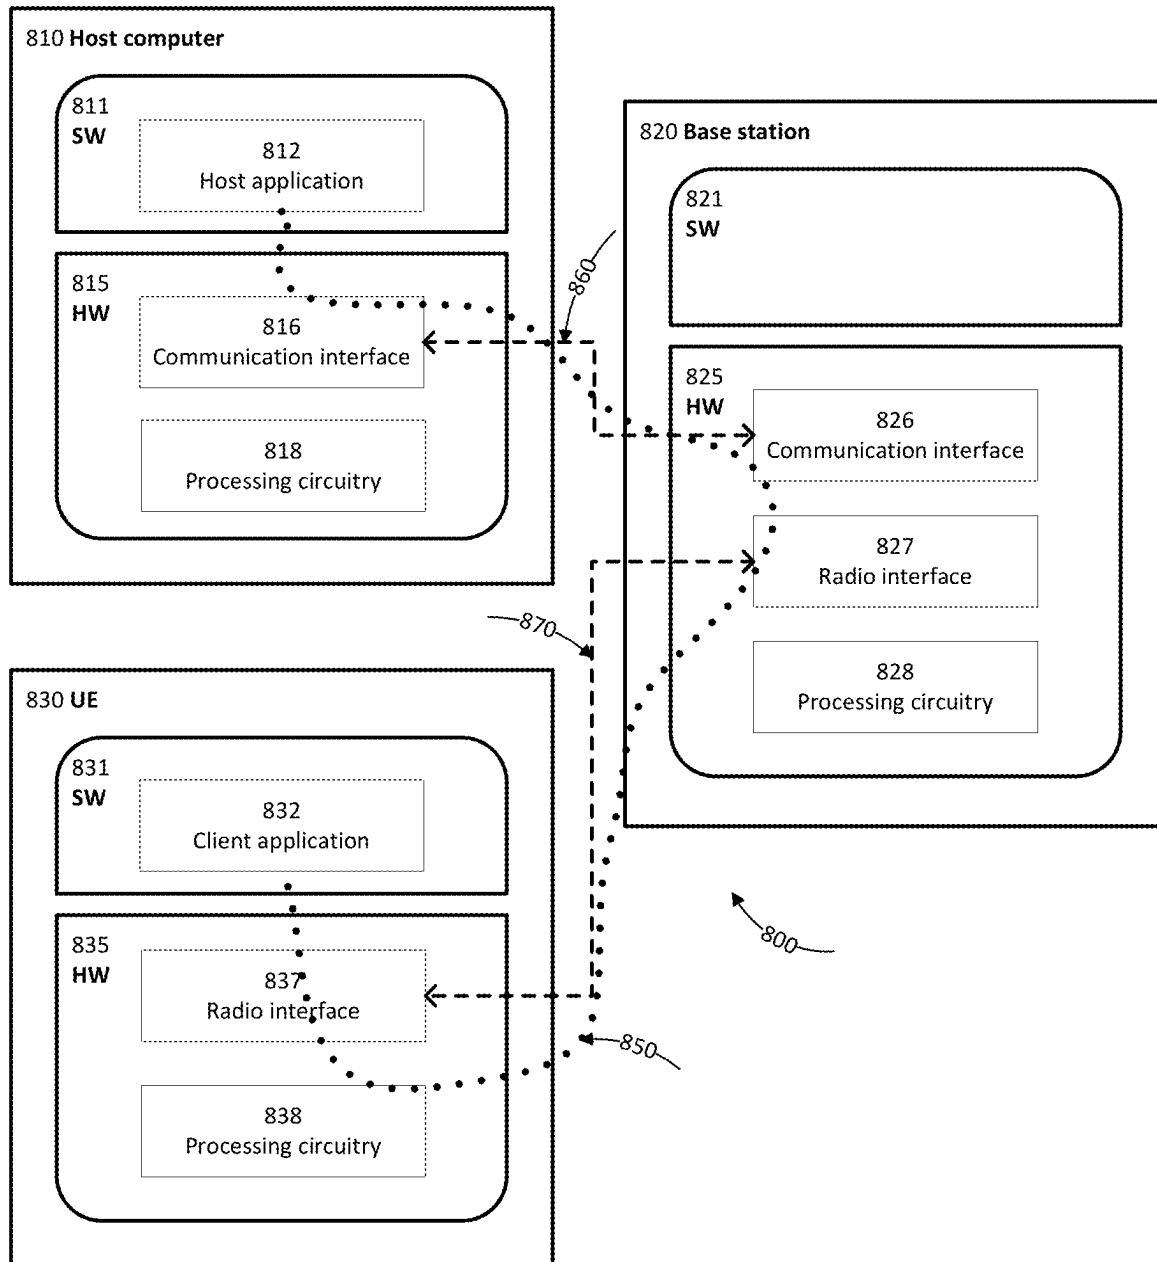 810 Host computer
811
SW
812
Host application
815
HW
816
Communication interface
818
Processing circuitry
860
820 Base station
821
SW
825
HW
826
Communication interface
827
Radio interface
828
Processing circuitry
870
830 UE
831
SW
832
Client application
835
HW
837
Radio interface
838
Processing circuitry
850
800